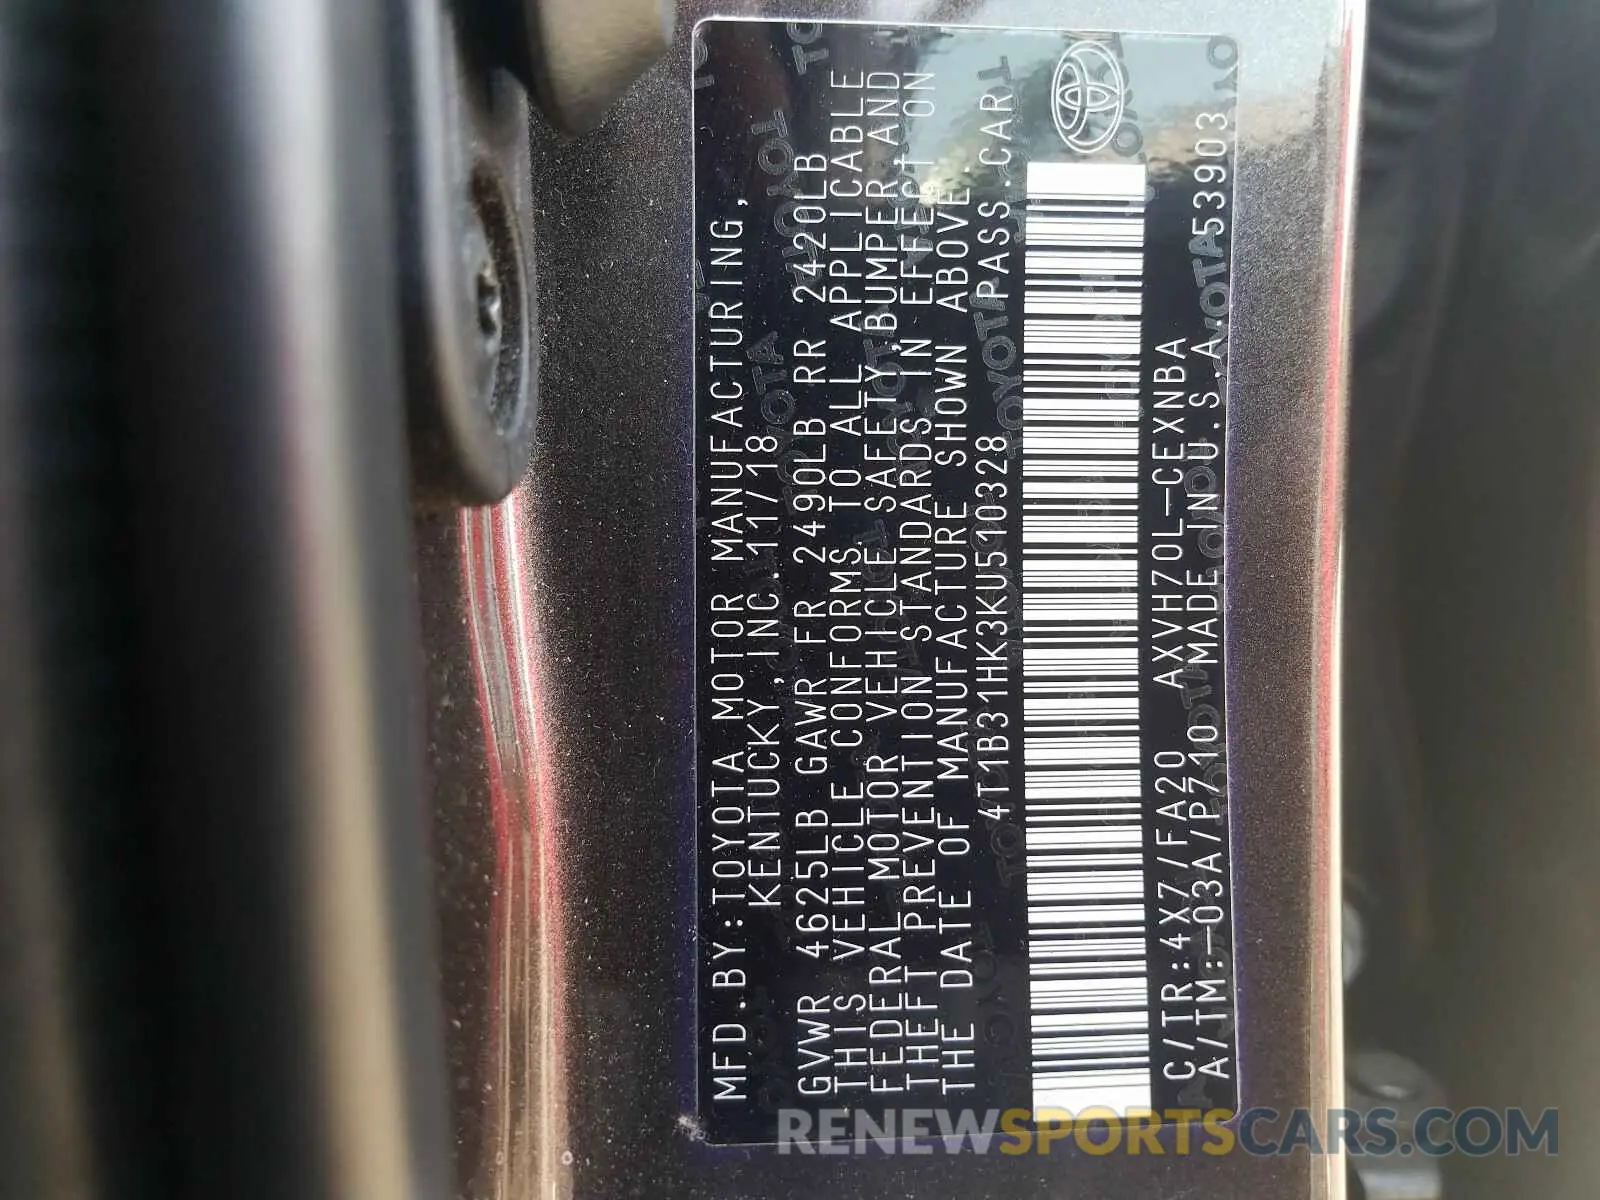 MFD.BY:TOYOTA MOTOR MANUFACTURING,
KENTUCKY,INC.11/18
GVWR 4625LB GAWR FR 2490LB RR 2420LB
THIS VEHICLE CONFORMS TO ALL APPLICABLE
FEDERAL MOTOR VEHICLE SAFETY,BUMPER,AND
THEFT PREVENTION STANDARDS IN EFFECT ON
THE DATE OF MANUFACTURE SHOWN ABOVE.
4T1B31HK3KU510328 PASS.CAR
C/TR:4X7/FA20 AXVH70L-CEXNBA
A/TM:-03A/P710 MADE IN U.S.A. 53903
RENEWSPORTSCARS.COM